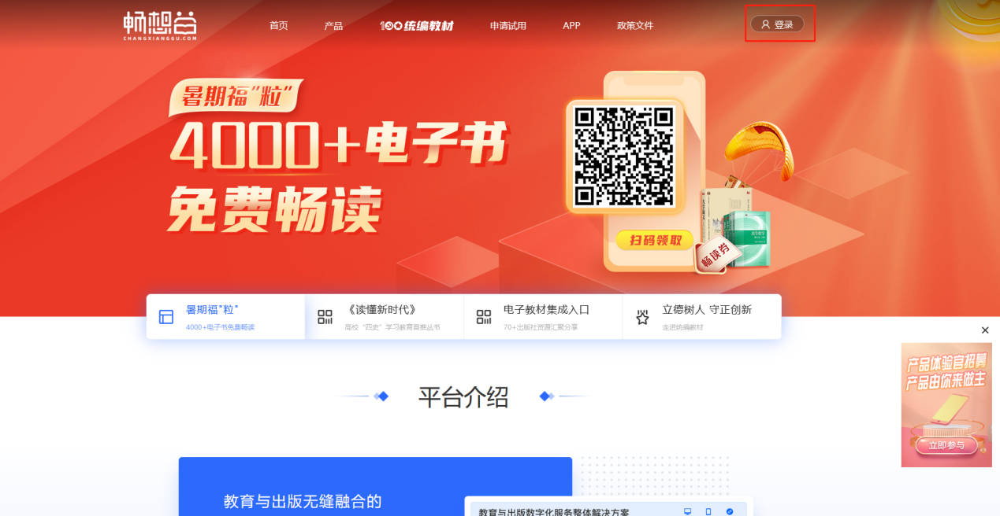 畅想谷
CHANGXIANGGU.COM
首页
产品
100统编教材
申请试用
APP
政策文件
登录
暑期福“粒”
4000+电子书
免费畅读
扫码领取
畅读券
暑期福"粒"
4000+电子书免费畅读
《读懂新时代》
高校“四史”学习教育首推丛书
电子教材集成入口
70+出版社资源汇聚分享
立德树人 守正创新
走进统编教材
产品体验官招募
产品由你来做主
立即参与
平台介绍
教育与出版无缝融合的
教育与出版数字化服务整体解决方案